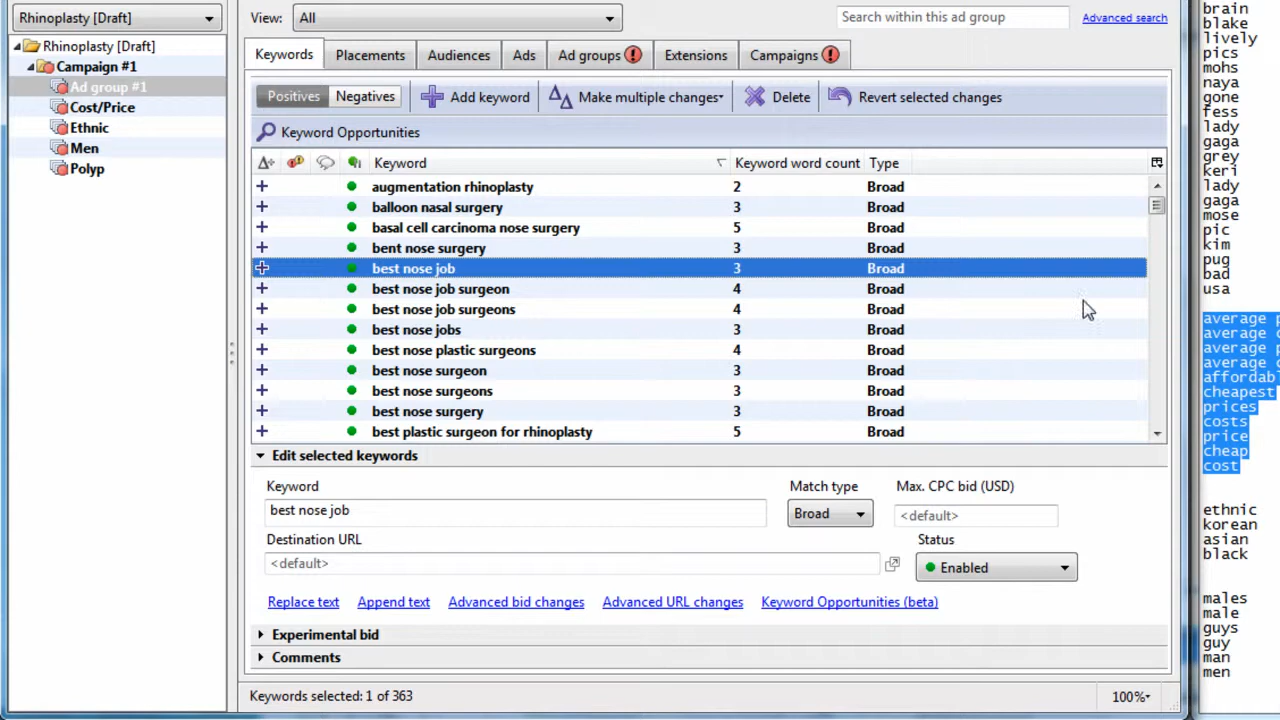 Rhinoplasty [Draft]
View:
All
Search within this ad group
Advanced search
Rhinoplasty [Draft]
Campaign #1
Ad group #1
Cost/Price
Ethnic
Men
Polyp
Keywords
Placements
Audiences
Ads
Ad groups
Extensions
Campaigns
Positives
Negatives
Add keyword
Make multiple changes
Delete
Revert selected changes
Keyword Opportunities
Keyword
Keyword word count
Type
augmentation rhinoplasty 2 Broad
balloon nasal surgery 3 Broad
basal cell carcinoma nose surgery 5 Broad
bent nose surgery 3 Broad
best nose job 3 Broad
best nose job surgeon 4 Broad
best nose job surgeons 4 Broad
best nose jobs 3 Broad
best nose plastic surgeons 4 Broad
best nose surgeon 3 Broad
best nose surgeons 3 Broad
best nose surgery 3 Broad
best plastic surgeon for rhinoplasty 5 Broad
Edit selected keywords
Keyword
Match type
Max. CPC bid (USD)
best nose job
Broad
<default>
Destination URL
Status
<default>
Enabled
Replace text
Append text
Advanced bid changes
Advanced URL changes
Keyword Opportunities (beta)
Experimental bid
Comments
Keywords selected: 1 of 363
100%
brain
blake
lively
pics
mohs
naya
gone
fess
lady
gaga
grey
keri
lady
gaga
mose
pic
kim
pug
bad
usa
average
average
average
average
affordabl
cheapest
prices
costs
price
cheap
cost
ethnic
korean
asian
black
males
male
guys
guy
man
men